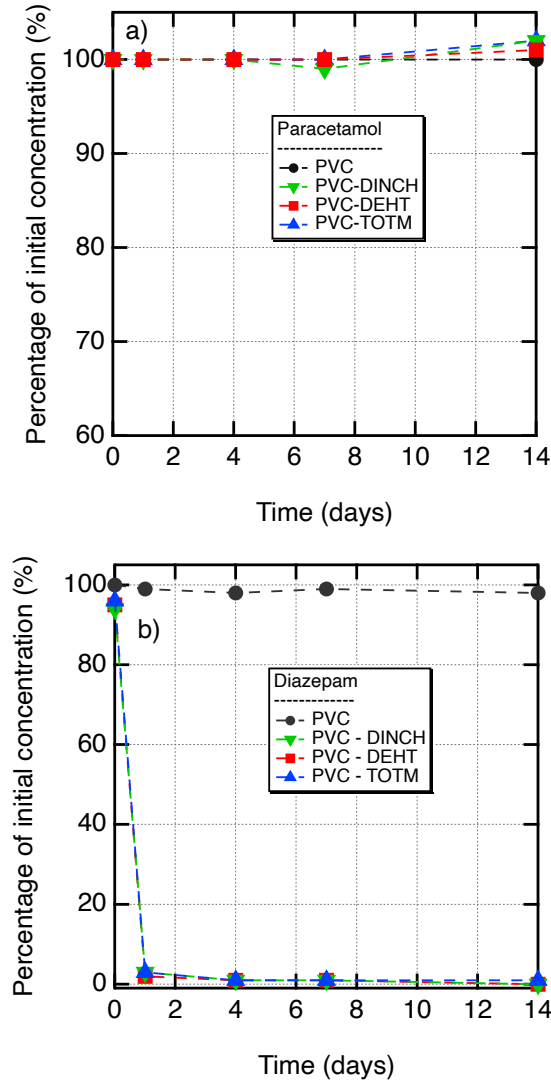 Percentage of initial concentration (%)
a)
100
90
80
70
60
Paracetamol
----------------------
PVC
PVC-DINCH
PVC-DEHT
PVC-TOTM
0 2 4 6 8 10 12 14
Time (days)
Percentage of initial concentration (%)
b)
100
80
60
40
20
0
Diazepam
-------------
PVC
PVC - DINCH
PVC - DEHT
PVC - TOTM
0 2 4 6 8 10 12 14
Time (days)